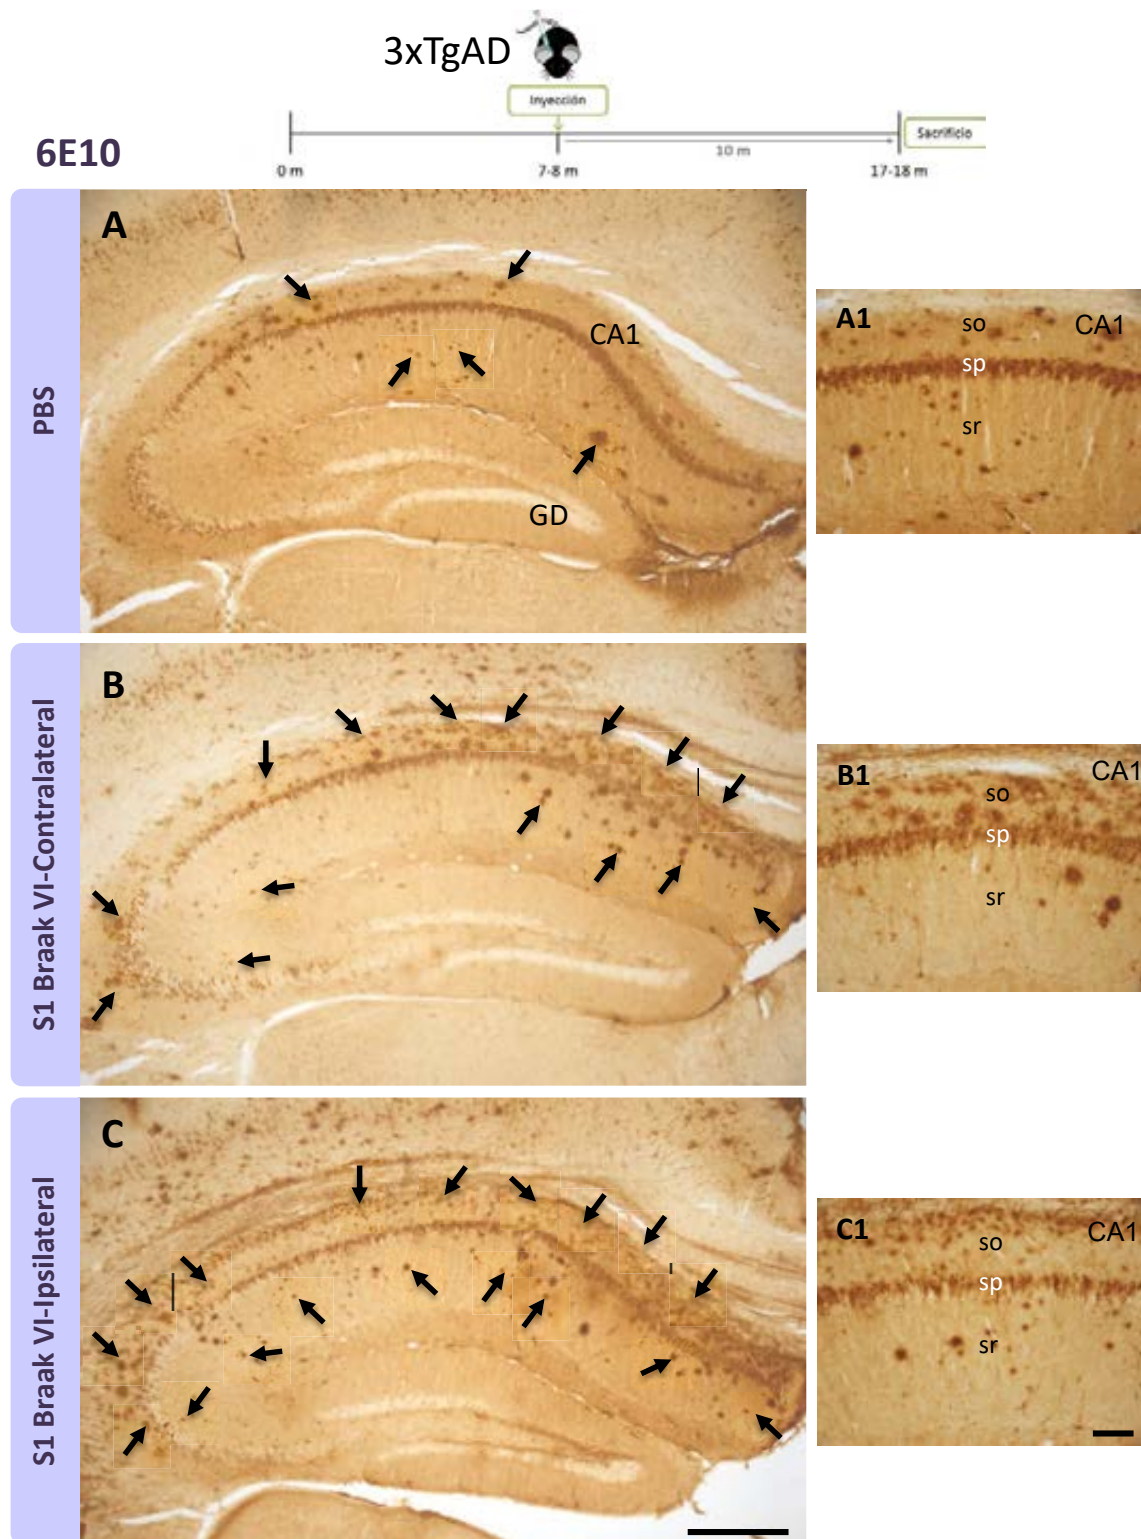 3xTgAD
Inyección
Sacrificio
6E10
10 m
0 m
7-8 m
17-18 m
PBS
A
CA1
GD
A1
so
CA1
sp
sr
S1 Braak VI-Contralateral
B
B1
CA1
so
sp
sr
S1 Braak VI-Ipsilateral
C
C1
CA1
so
sp
sr